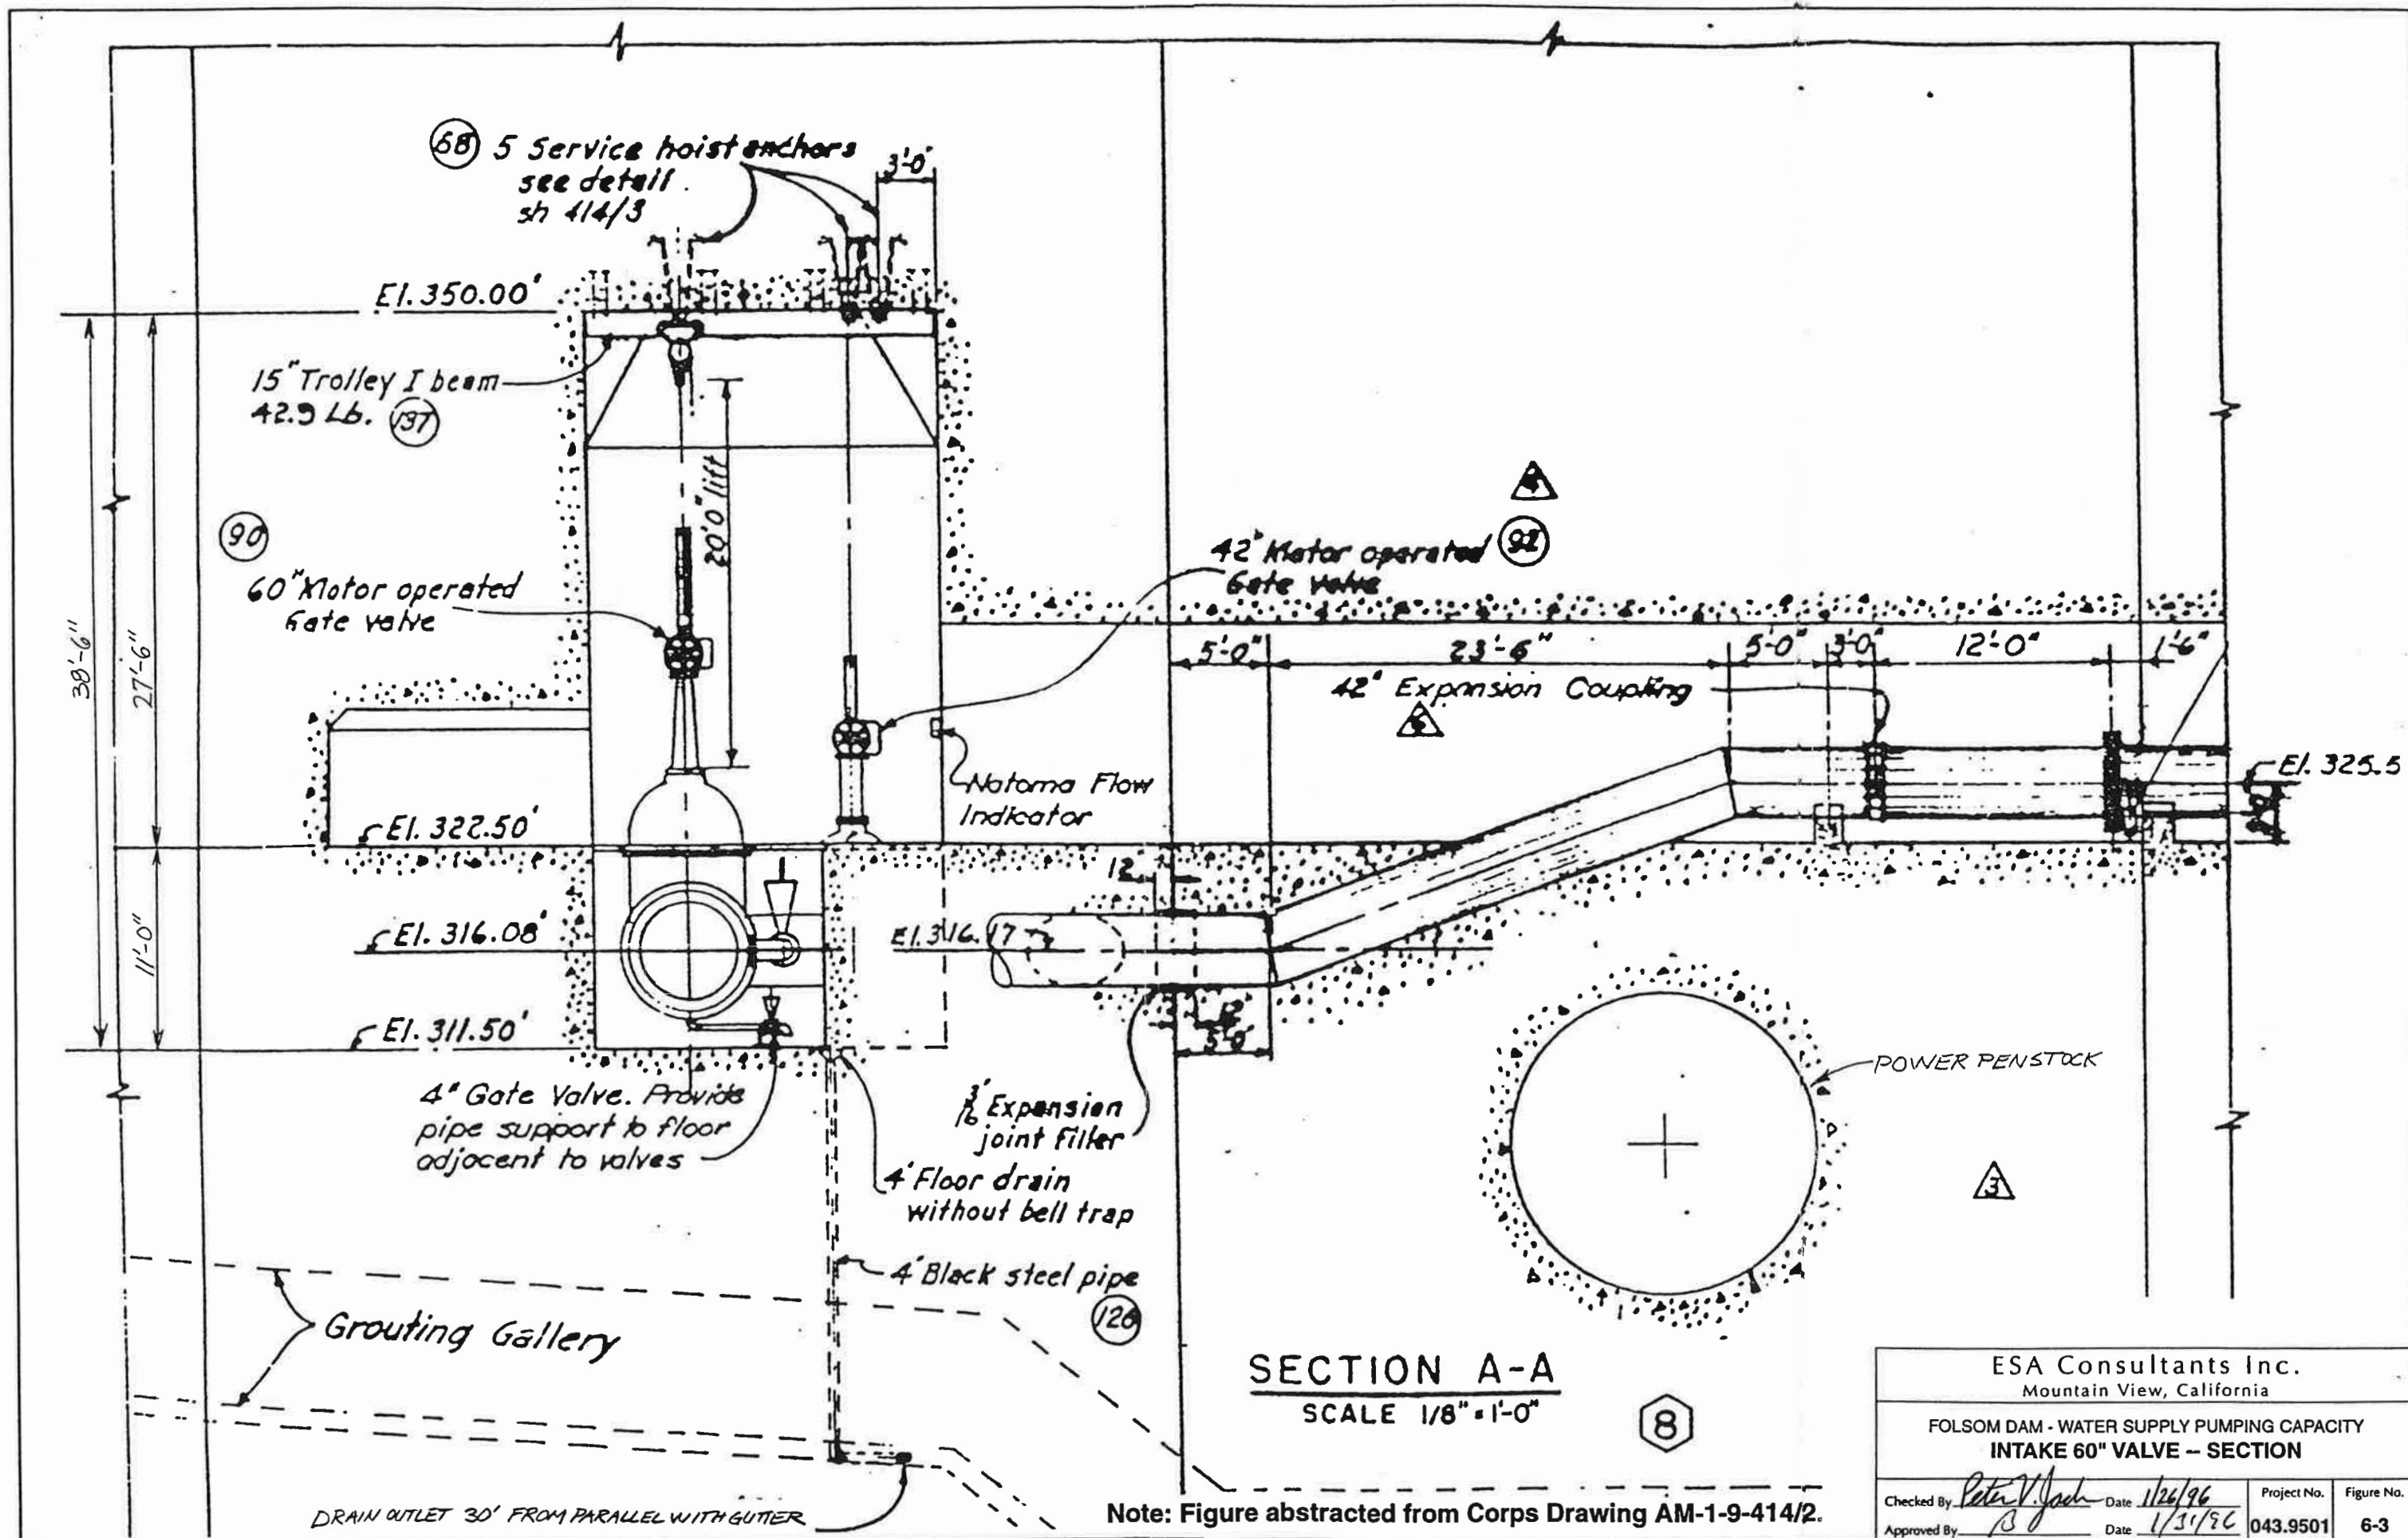 68 5 Service hoist anchors
see detail.
sh 414/3
3'-0"
El. 350.00'
15" Trolley I beam
42.9 Lb. 137
20'0" lift
90
60" Motor operated
Gate valve
38'-6"
27'-6"
42" Motor operated
Gate valve
5'-0" 23'-6" 5'-0" 3'-0" 12'-0" 1'-6"
42" Expansion Coupling
Natoma Flow
Indicator
El. 325.5
El. 322.50'
12
El. 316.08'
El. 316.17
11'-0"
El. 311.50'
12"
5'-0"
4" Gate Valve. Provide
pipe support to floor
adjacent to valves
Expansion
joint filler
POWER PENSTOCK
3
4" Floor drain
without bell trap
4" Black steel pipe
126
Grouting Gallery
SECTION A-A
SCALE 1/8" = 1'-0"
8
DRAIN OUTLET 30' FROM PARALLEL WITH GUTTER
Note: Figure abstracted from Corps Drawing AM-1-9-414/2.
ESA Consultants Inc.
Mountain View, California
FOLSOM DAM - WATER SUPPLY PUMPING CAPACITY
INTAKE 60" VALVE – SECTION
Checked By Peter V. Date 1/26/96
Approved By Date 1/31/96
Project No.
043.9501
Figure No.
6-3